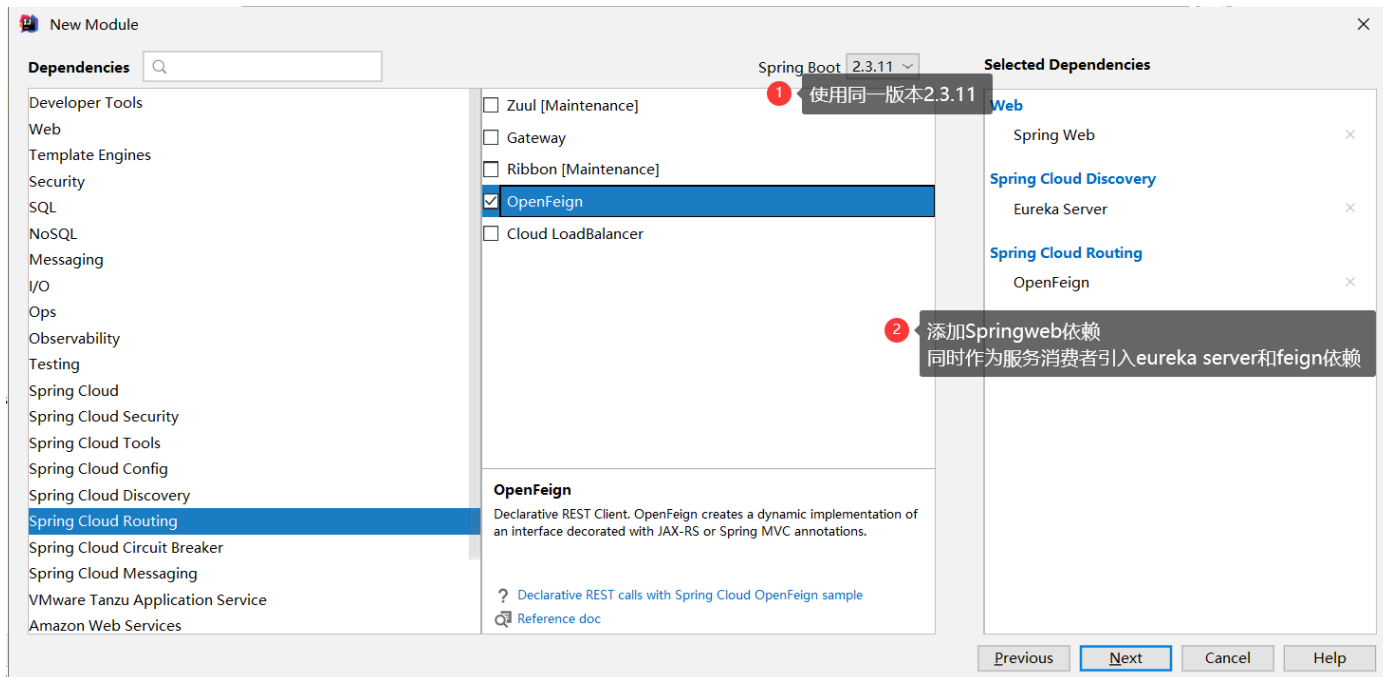 New Module
Dependencies
Spring Boot 2.3.11
Selected Dependencies
1 使用同一版本2.3.11
Developer Tools
Web
Template Engines
Security
SQL
NoSQL
Messaging
I/O
Ops
Observability
Testing
Spring Cloud
Spring Cloud Security
Spring Cloud Tools
Spring Cloud Config
Spring Cloud Discovery
Spring Cloud Routing
Spring Cloud Circuit Breaker
Spring Cloud Messaging
VMware Tanzu Application Service
Amazon Web Services
Zuul [Maintenance]
Gateway
Ribbon [Maintenance]
OpenFeign
Cloud LoadBalancer
OpenFeign
Declarative REST Client. OpenFeign creates a dynamic implementation of
an interface decorated with JAX-RS or Spring MVC annotations.
Declarative REST calls with Spring Cloud OpenFeign sample
Reference doc
Web
Spring Web
Spring Cloud Discovery
Eureka Server
Spring Cloud Routing
OpenFeign
2 添加Springweb依赖
同时作为服务消费者引入eureka server和feign依赖
Previous
Next
Cancel
Help